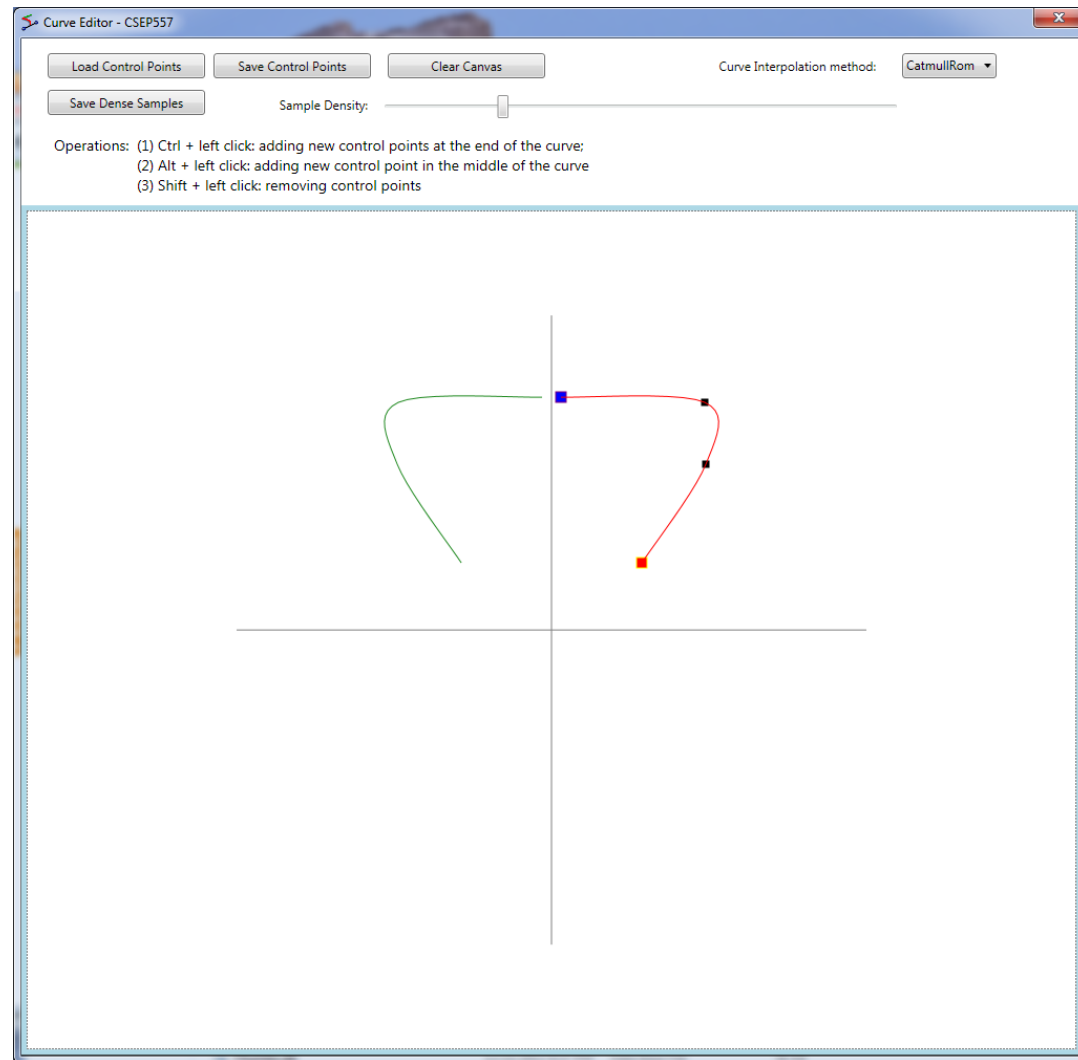 Curve Editor - CSEP557
Load Control Points Save Control Points Clear Canvas Curve Interpolation method: CatmullRom
Save Dense Samples Sample Density:
Operations: (1) Ctrl + left click: adding new control points at the end of the curve;
(2) Alt + left click: adding new control point in the middle of the curve
(3) Shift + left click: removing control points